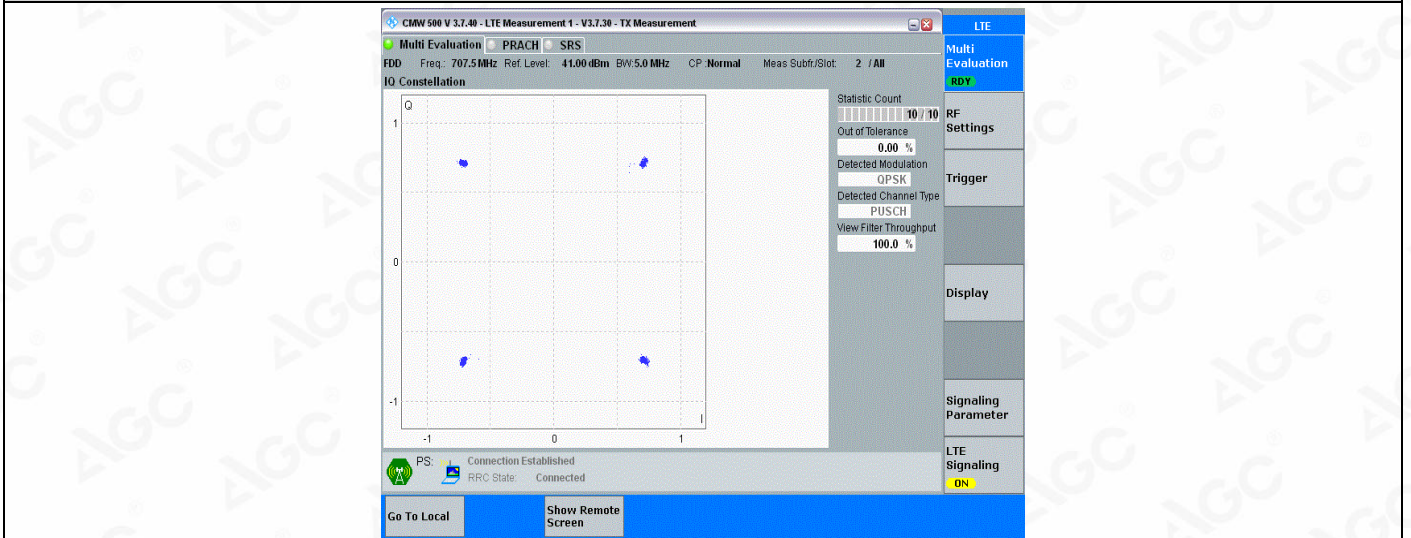 CMW 500 V 3.7.40 - LTE Measurement 1 - V3.7.30 - TX Measurement
LTE
Multi Evaluation PRACH SRS
Multi
Evaluation
RDY
FDD Freq.: 707.5 MHz Ref. Level: 41.00 dBm BW: 5.0 MHz CP :Normal Meas Subfr./Slot: 2 / All
IQ Constellation
Q
1
0
-1
-1 0 1
I
Statistic Count
10 / 10
Out of Tolerance
0.00 %
Detected Modulation
QPSK
Detected Channel Type
PUSCH
View Filter Throughput
100.0 %
RF
Settings
Trigger
Display
Signaling
Parameter
LTE
Signaling
ON
PS: Connection Established
RRC State: Connected
Go To Local
Show Remote
Screen
AGC